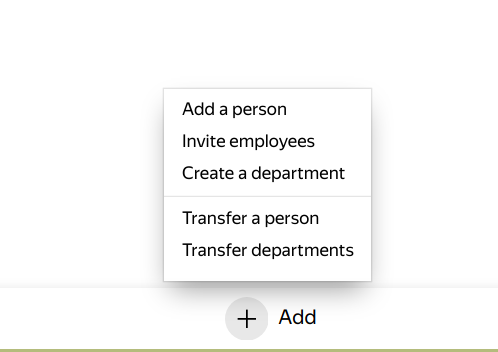 Add a person
Invite employees
Create a department
Transfer a person
Transfer departments
Add